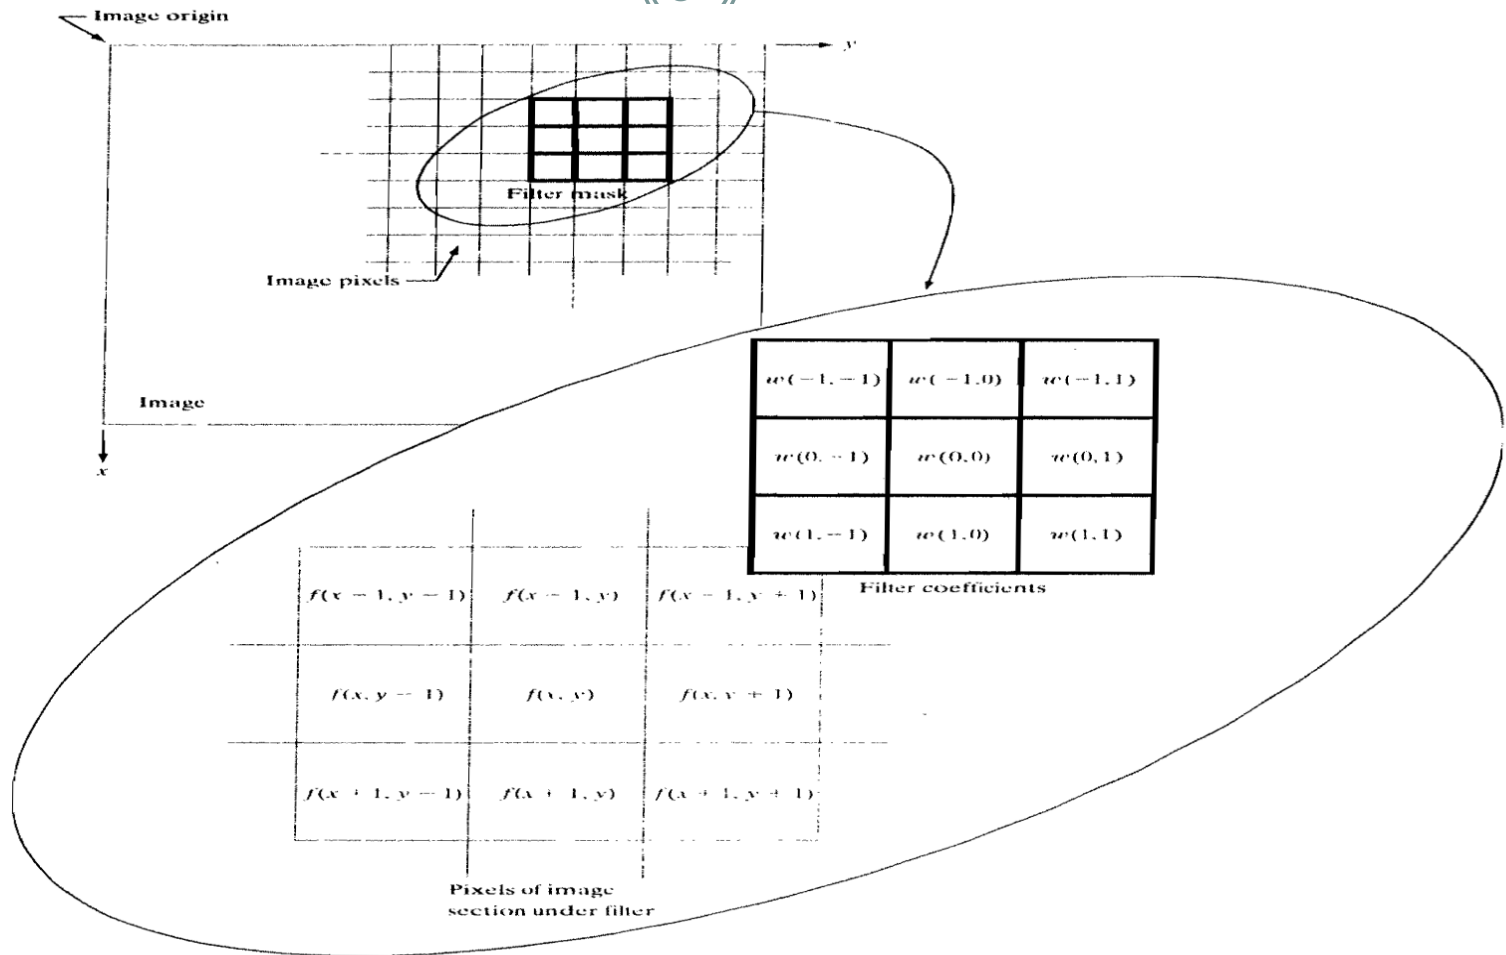 Image origin
y
Filter mask
Image pixels
Image
x
w(−1, −1) w(−1,0) w(−1,1)
w(0, −1) w(0,0) w(0,1)
w(1, −1) w(1,0) w(1,1)
Filter coefficients
f(x − 1, y − 1) f(x − 1, y) f(x − 1, y + 1)
f(x, y − 1) f(x, y) f(x, y + 1)
f(x + 1, y − 1) f(x + 1, y) f(x + 1, y + 1)
Pixels of image
section under filter